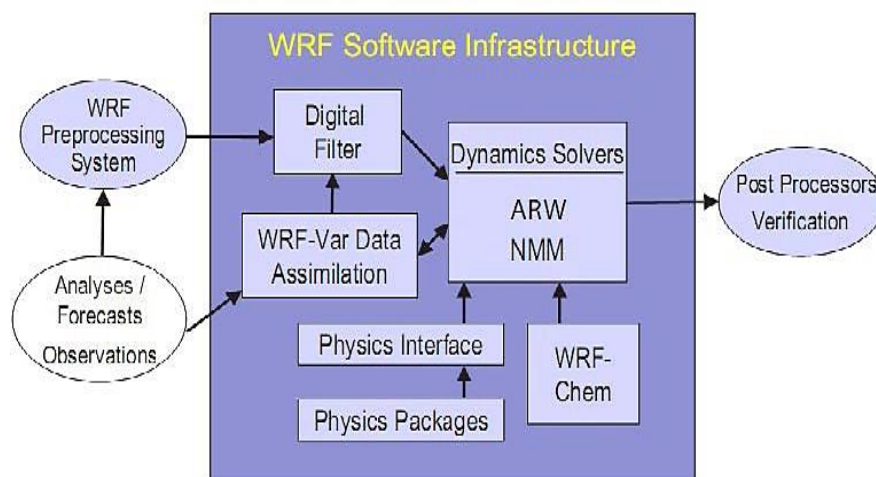 WRF Software Infrastructure
WRF
Preprocessing
System
Digital
Filter
Dynamics Solvers
ARW
NMM
Post Processors
Verification
WRF-Var Data
Assimilation
Analyses /
Forecasts
Observations
Physics Interface
Physics Packages
WRF-
Chem